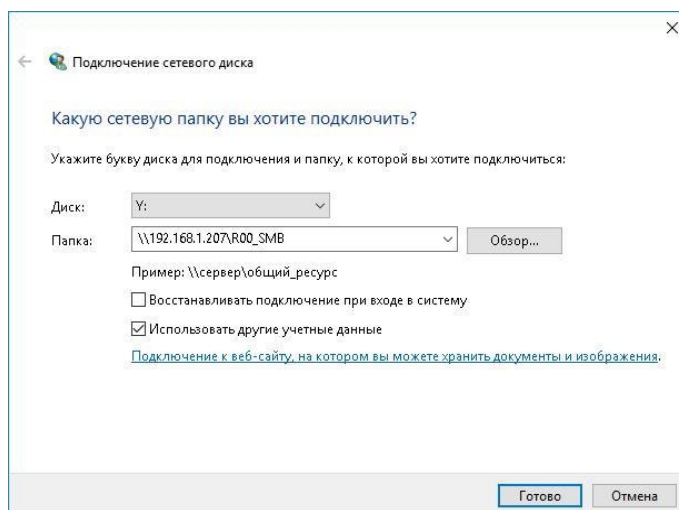 Подключение сетевого диска
Какую сетевую папку вы хотите подключить?
Укажите букву диска для подключения и папку, к которой вы хотите подключиться:
Диск: Y:
Папка: \\192.168.1.207\R00_SMB Обзор...
Пример: \\сервер\общий_ресурс
Восстанавливать подключение при входе в систему
Использовать другие учетные данные
Подключение к веб-сайту, на котором вы можете хранить документы и изображения.
Готово Отмена